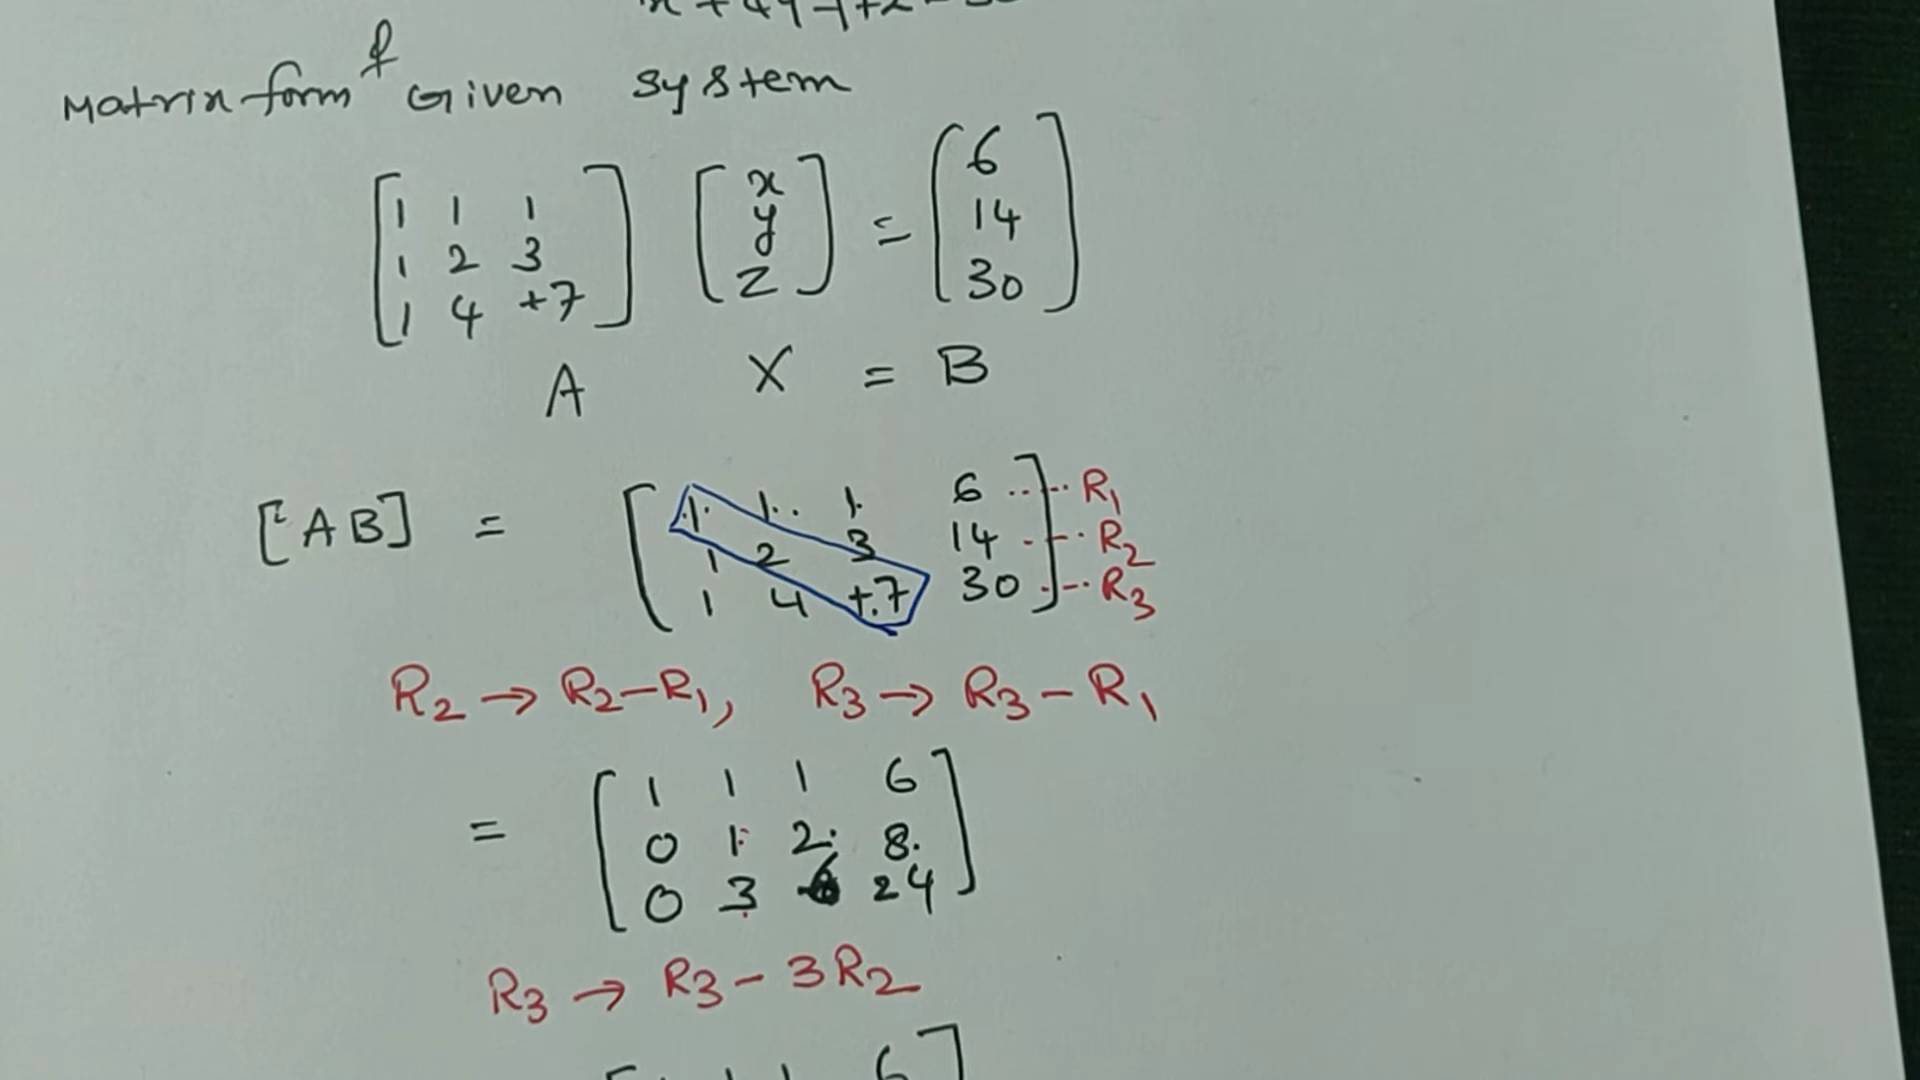 Matrix form of Given system
[1 1 1] [x] = [6]
[1 2 3] [y] [14]
[1 4 +7] [z] [30]
A X = B
[AB] = [1 1 1 6] R1
[1 2 3 14] R2
[1 4 +7 30] R3
R2 → R2-R1, R3 → R3-R1
= [1 1 1 6]
[0 1 2 8]
[0 3 6 24]
R3 → R3-3R2